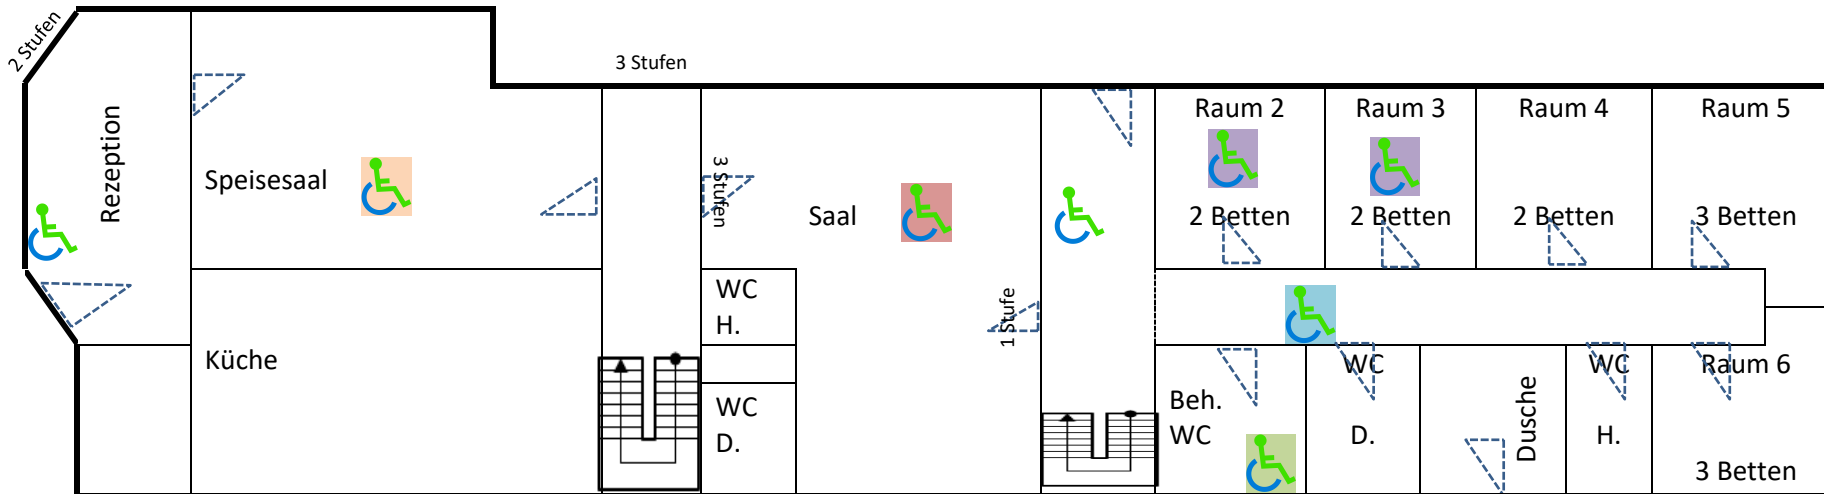 2 Stufen
Rezeption
Speisesaal
Küche
3 Stufen
3 Stufen
Saal
WC
H.
WC
D.
1 Stufe
Raum 2
2 Betten
Raum 3
2 Betten
Raum 4
2 Betten
Raum 5
3 Betten
Beh.
WC
WC
D.
Dusche
WC
H.
Raum 6
3 Betten